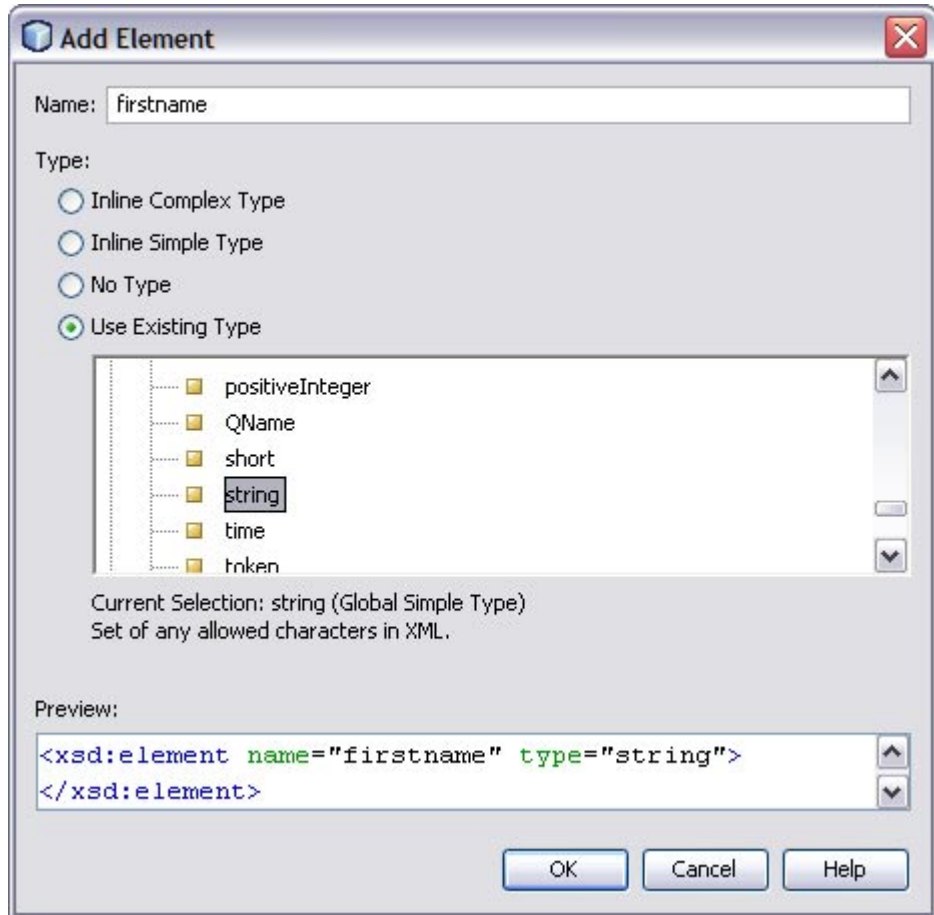 Add Element
Name: firstname
Type:
Inline Complex Type
Inline Simple Type
No Type
Use Existing Type
positiveInteger
QName
short
string
time
token
Current Selection: string (Global Simple Type)
Set of any allowed characters in XML.
Preview:
<xsd:element name="firstname" type="string">
</xsd:element>
OK Cancel Help